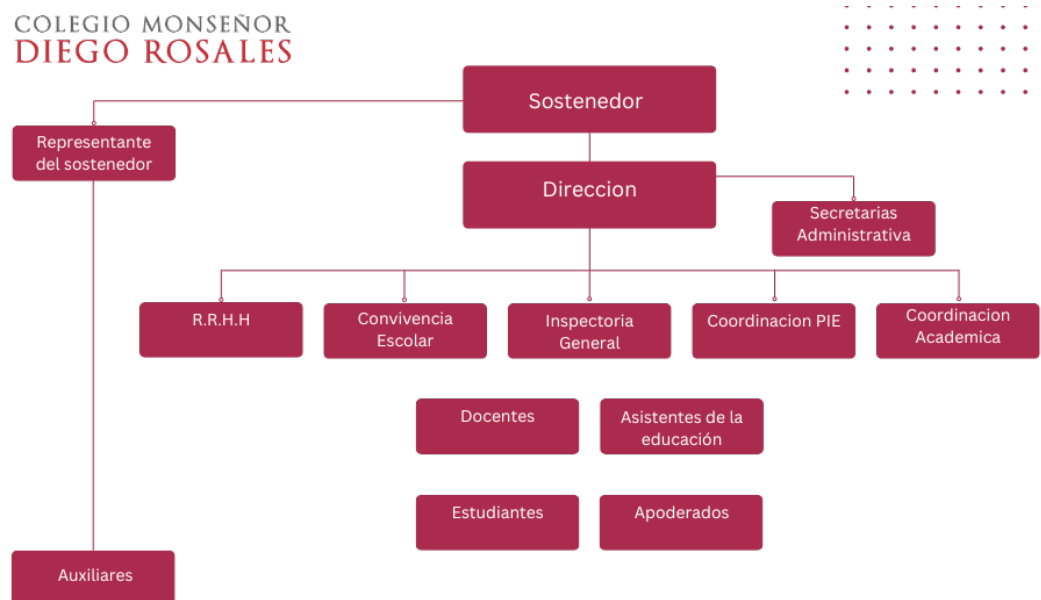 COLEGIO MONSEÑOR
DIEGO ROSALES
Sostenedor
Representante
del sostenedor
Direccion
Secretarias
Administrativa
R.R.H.H
Convivencia
Escolar
Inspectoria
General
Coordinacion PIE
Coordinacion
Academica
Docentes
Asistentes de la
educación
Estudiantes
Apoderados
Auxiliares